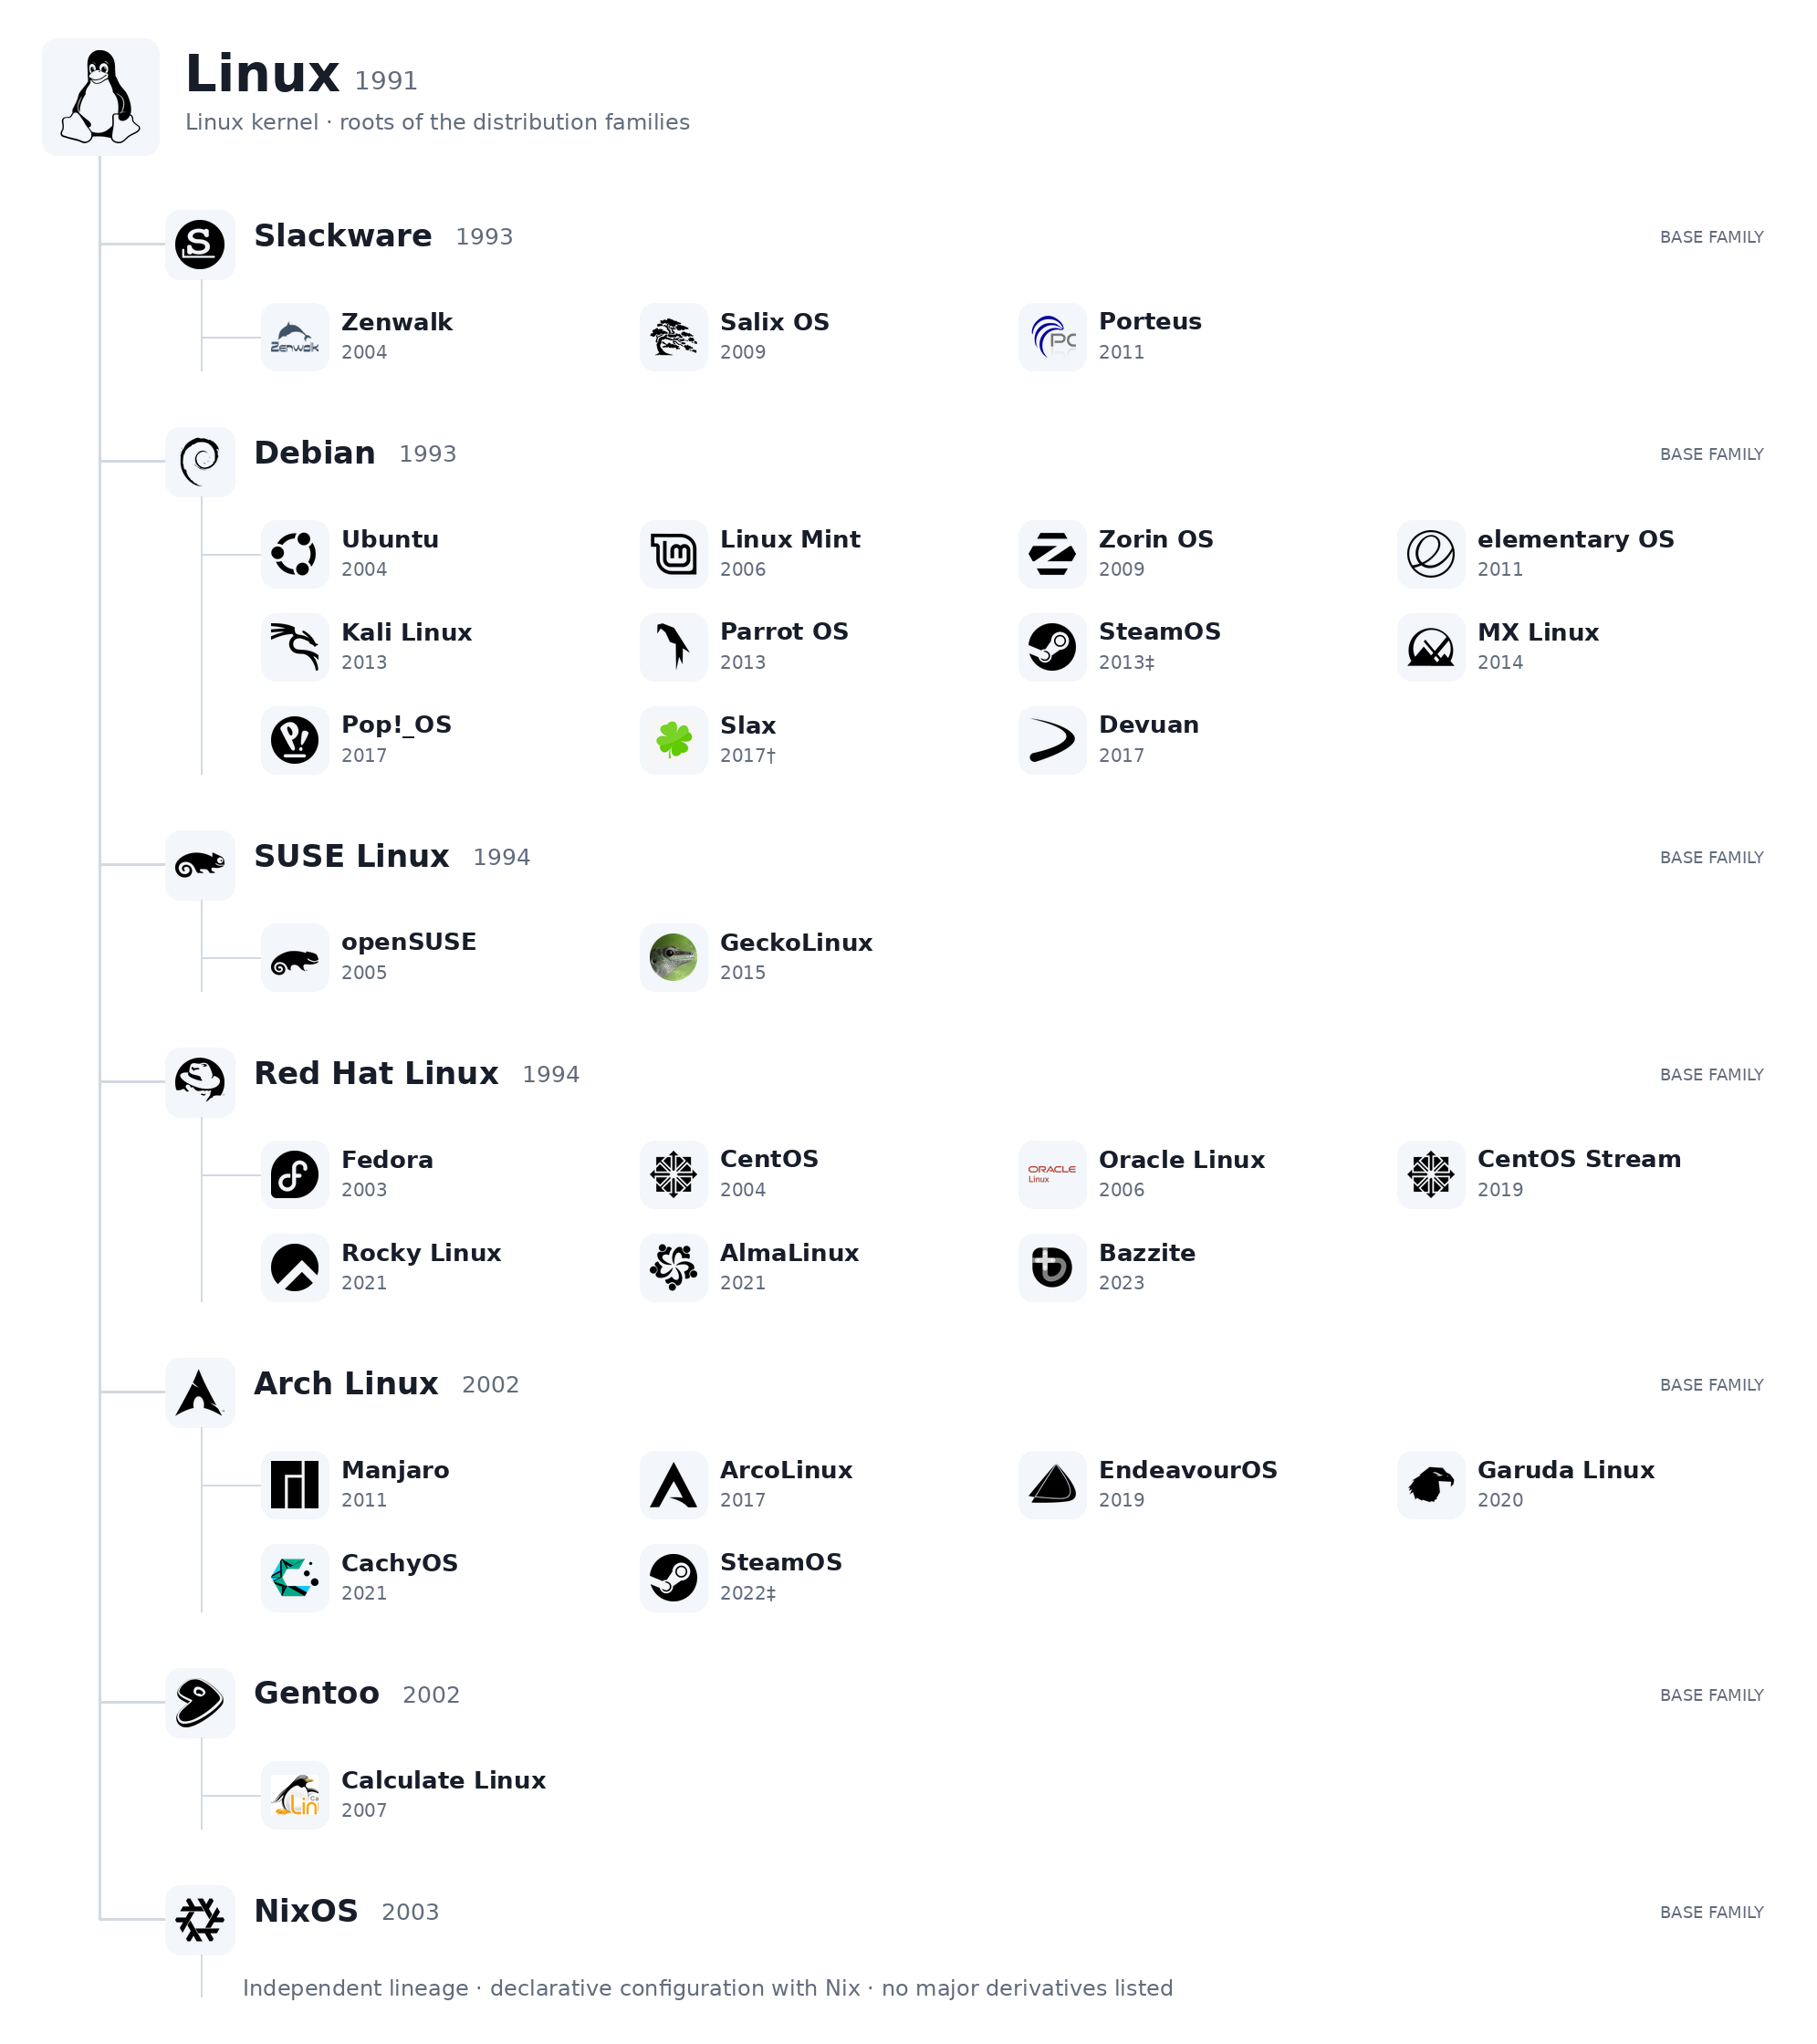 Linux 1991
Linux kernel · roots of the distribution families
Slackware 1993 BASE FAMILY
Zenwalk Salix OS Porteus
2004 2009 2011
Zenwalk
PC
Debian 1993 BASE FAMILY
Ubuntu Linux Mint Zorin OS elementary OS
2004 2006 2009 2011
Kali Linux Parrot OS SteamOS MX Linux
2013 2013 2013‡ 2014
Pop!_OS Slax Devuan
2017 2017† 2017
SUSE Linux 1994 BASE FAMILY
openSUSE GeckoLinux
2005 2015
Red Hat Linux 1994 BASE FAMILY
Fedora CentOS Oracle Linux CentOS Stream
2003 2004 2006 2019
ORACLE
Linux
Rocky Linux AlmaLinux Bazzite
2021 2021 2023
Arch Linux 2002 BASE FAMILY
Manjaro ArcoLinux EndeavourOS Garuda Linux
2011 2017 2019 2020
CachyOS SteamOS
2021 2022‡
Gentoo 2002 BASE FAMILY
Calculate Linux
2007
Ca
Lin
NixOS 2003 BASE FAMILY
Independent lineage · declarative configuration with Nix · no major derivatives listed